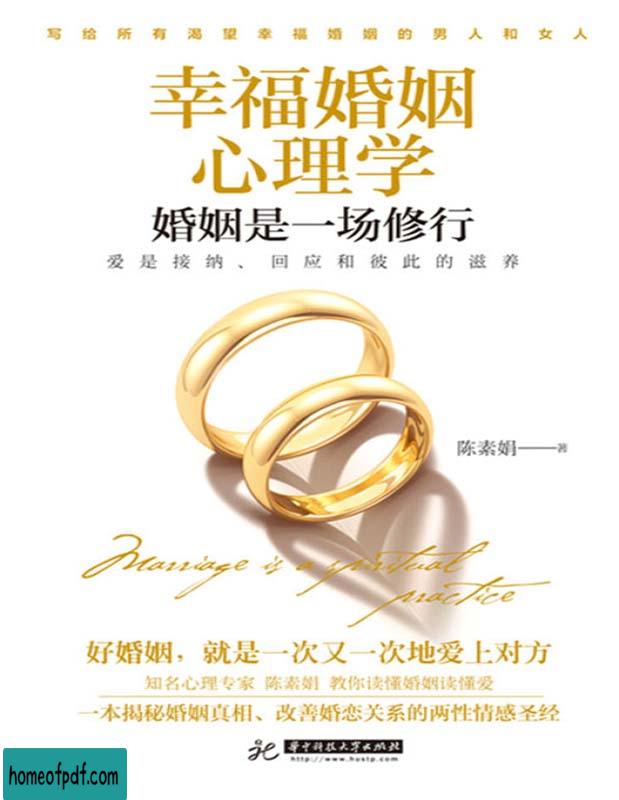 写给所有渴望幸福婚姻的男人和女人
幸福婚姻
心理学
婚姻是一场修行
爱是接纳、回应和彼此的滋养
陈素娟——著
Marriage is a spiritual
practice
好婚姻，就是一次又一次地爱上对方
知名心理专家 陈素娟 教你读懂婚姻读懂爱
一本揭秘婚姻真相、改善婚恋关系的两性情感圣经
华中科技大学出版社
http://www.hustp.com
homeofpdf.com